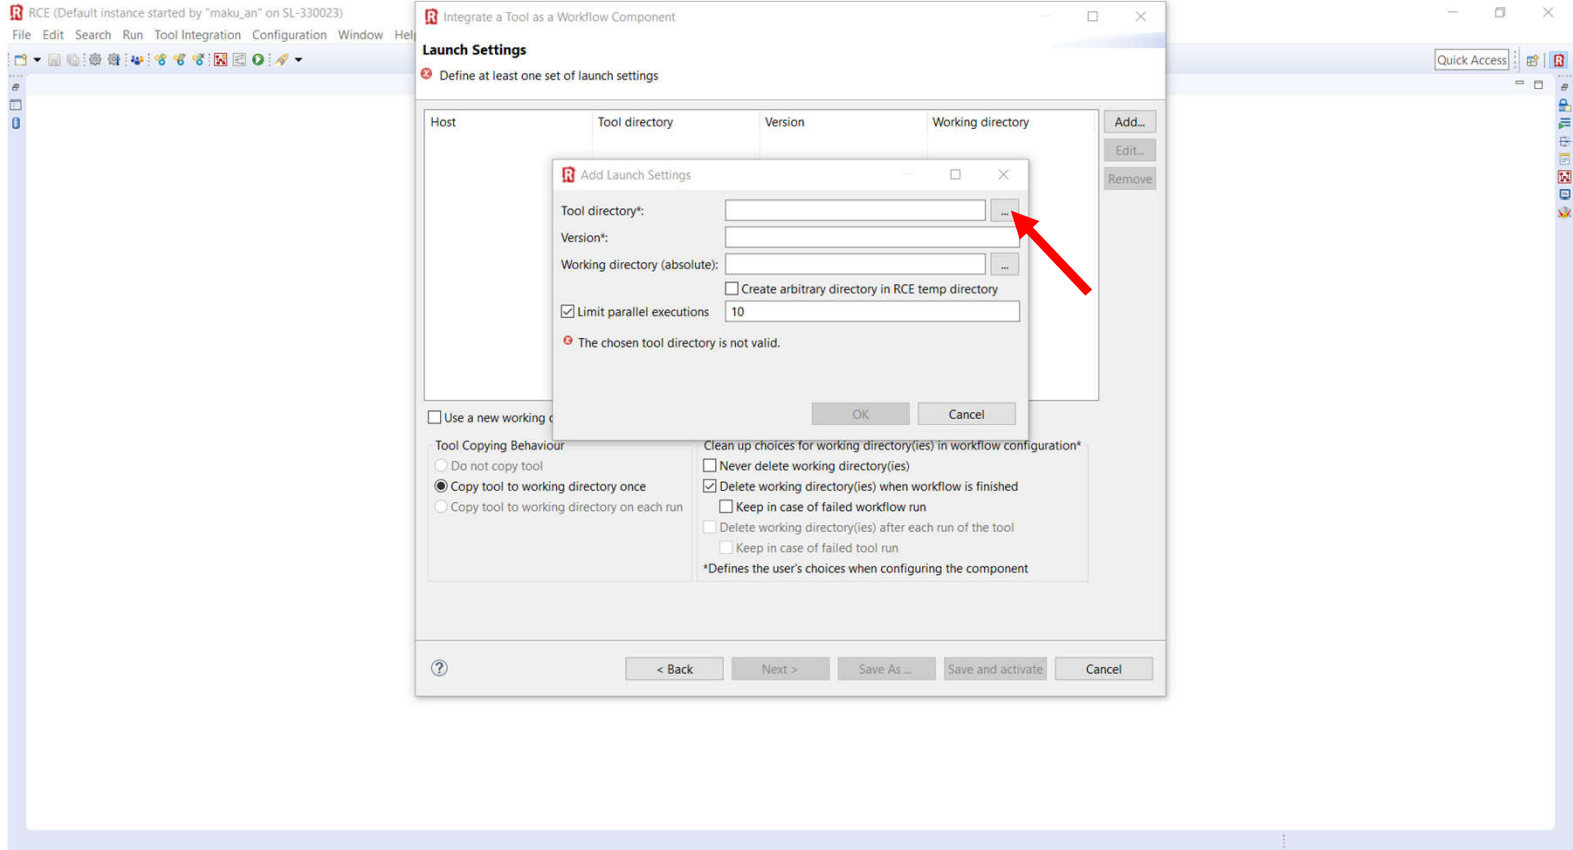 RCE (Default instance started by "maku_an" on SL-330023)
File Edit Search Run Tool Integration Configuration Window Help
Quick Access
Integrate a Tool as a Workflow Component
Launch Settings
Define at least one set of launch settings
Host Tool directory Version Working directory
Add...
Edit...
Remove
Add Launch Settings
Tool directory*: ...
Version*:
Working directory (absolute): ...
Create arbitrary directory in RCE temp directory
Limit parallel executions 10
The chosen tool directory is not valid.
OK Cancel
Use a new working
Tool Copying Behaviour
Do not copy tool
Copy tool to working directory once
Copy tool to working directory on each run
Clean up choices for working directory(ies) in workflow configuration*
Never delete working directory(ies)
Delete working directory(ies) when workflow is finished
Keep in case of failed workflow run
Delete working directory(ies) after each run of the tool
Keep in case of failed tool run
*Defines the user's choices when configuring the component
< Back Next > Save As ... Save and activate Cancel